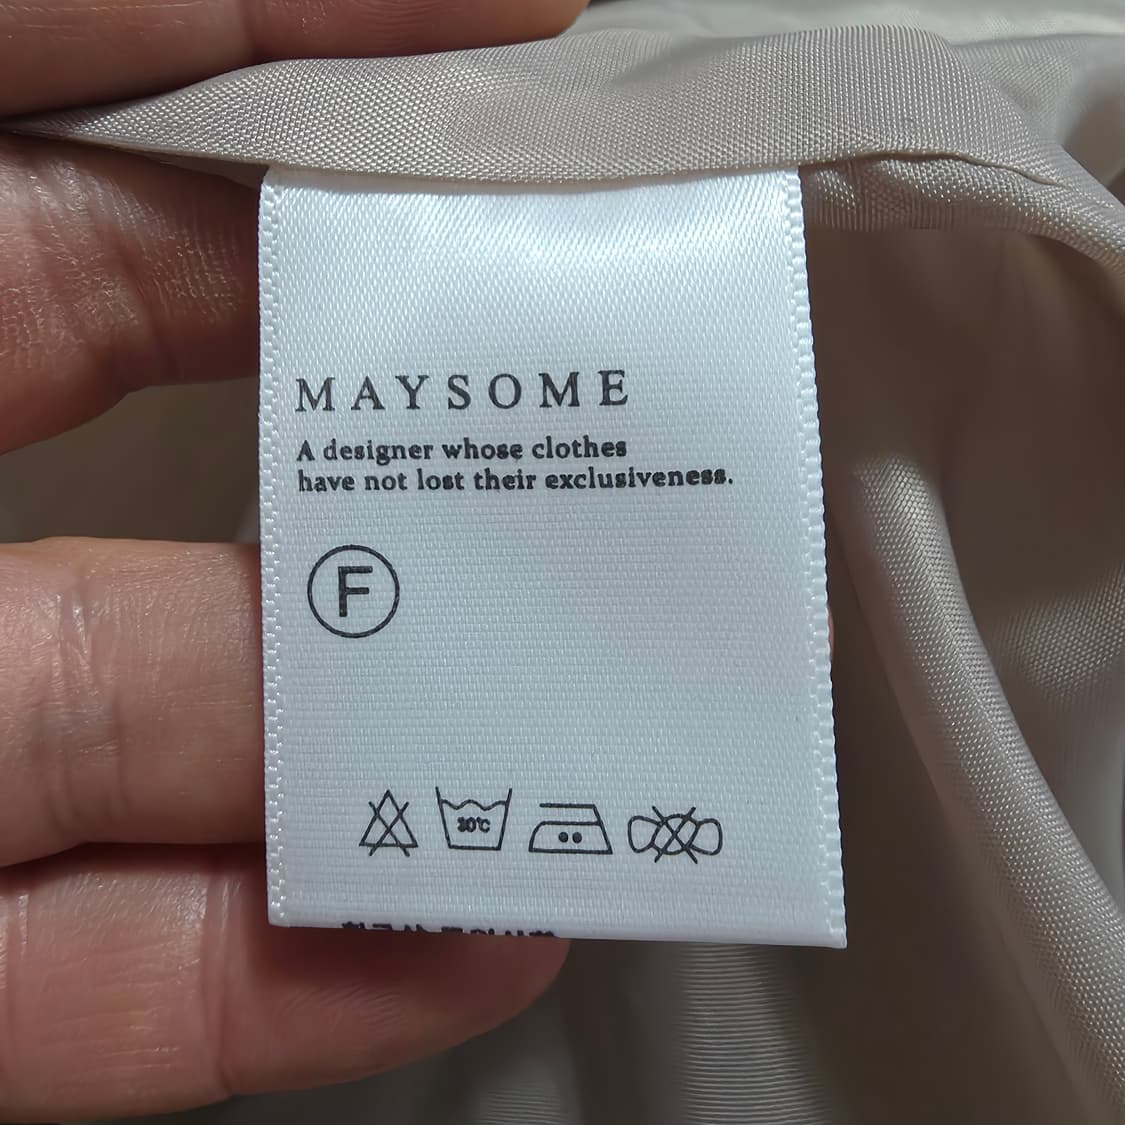 MAYSOME
A designer whose clothes
have not lost their exclusiveness.
F
30℃